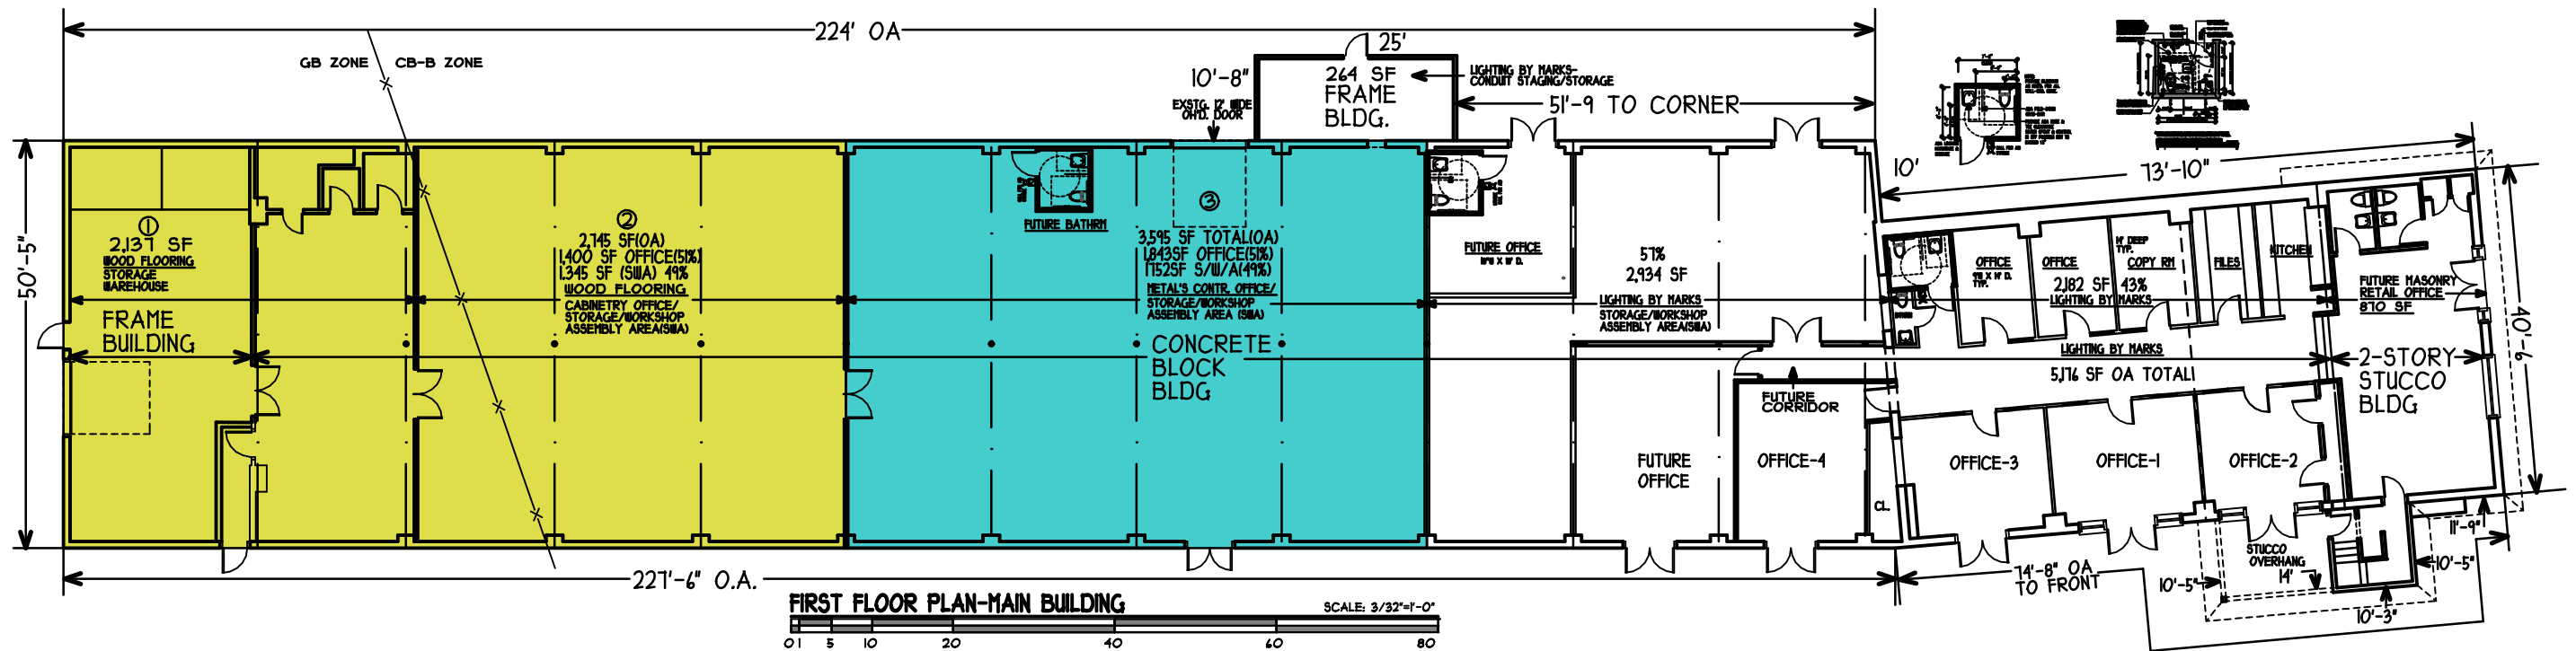 224' OA
GB ZONE
CB-B ZONE
25'
10'-8"
EXSTG. 12' WIDE
OH'D. DOOR
264 SF
FRAME
BLDG.
LIGHTING BY MARKS-
CONDUIT STAGING/STORAGE
51'-9 TO CORNER
10'
73'-10"
50'-5"
①
2,137 SF
WOOD FLOORING
STORAGE
WAREHOUSE
FRAME
BUILDING
②
2,745 SF(OA)
1,400 SF OFFICE(51%)
1,345 SF (SWA) 49%
WOOD FLOORING
CABINETRY OFFICE/
STORAGE/WORKSHOP
ASSEMBLY AREA(SWA)
FUTURE BATHRM
③
3,595 SF TOTAL(OA)
1,843SF OFFICE(51%)
1752SF S/W/A(49%)
METAL'S CONTR. OFFICE/
STORAGE/WORKSHOP
ASSEMBLY AREA (SWA)
CONCRETE
BLOCK
BLDG
FUTURE OFFICE
57%
2,934 SF
LIGHTING BY MARKS
STORAGE/WORKSHOP
ASSEMBLY AREA(SWA)
FUTURE
CORRIDOR
FUTURE
OFFICE
OFFICE-4
CL.
OFFICE
TYP.
OFFICE
14' DEEP
TYP.
COPY RM
FILES
KITCHEN
2,182 SF 43%
LIGHTING BY MARKS
LIGHTING BY MARKS
5,176 SF OA TOTAL
FUTURE MASONRY
RETAIL OFFICE
870 SF
2-STORY
STUCCO
BLDG
40'-6"
OFFICE-3
OFFICE-1
OFFICE-2
STUCCO
OVERHANG
14'
11'-9"
10'-5"
10'-5"
10'-3"
74'-8" OA
TO FRONT
227'-6" O.A.
FIRST FLOOR PLAN-MAIN BUILDING
SCALE: 3/32"=1'-0"
0 1 5 10 20 40 60 80